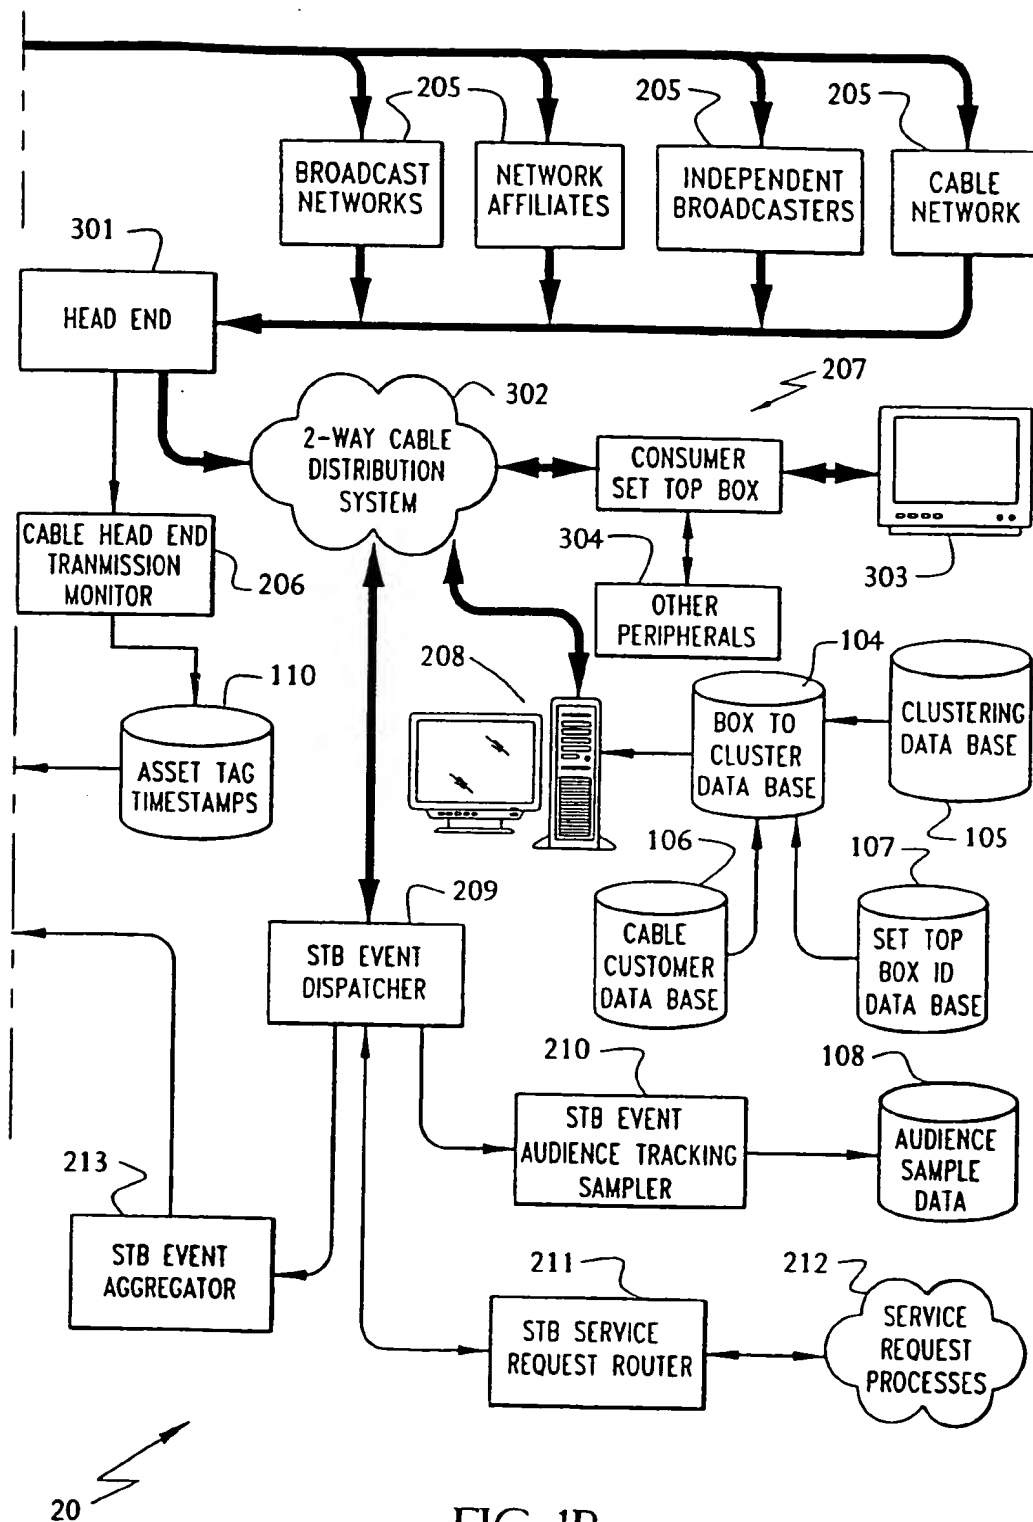 205
205
205
BROADCAST
NETWORKS
NETWORK
AFFILIATES
INDEPENDENT
BROADCASTERS
CABLE
NETWORK
301
HEAD END
207
302
2-WAY CABLE
DISTRIBUTION
SYSTEM
CONSUMER
SET TOP BOX
303
CABLE HEAD END
TRANMISSION
MONITOR
206
304
OTHER
PERIPHERALS
110
ASSET TAG
TIMESTAMPS
208
104
BOX TO
CLUSTER
DATA BASE
CLUSTERING
DATA BASE
105
106
107
CABLE
CUSTOMER
DATA BASE
SET TOP
BOX ID
DATA BASE
209
STB EVENT
DISPATCHER
210
STB EVENT
AUDIENCE TRACKING
SAMPLER
108
AUDIENCE
SAMPLE
DATA
213
STB EVENT
AGGREGATOR
211
STB SERVICE
REQUEST ROUTER
212
SERVICE
REQUEST
PROCESSES
20
FIG. 1B